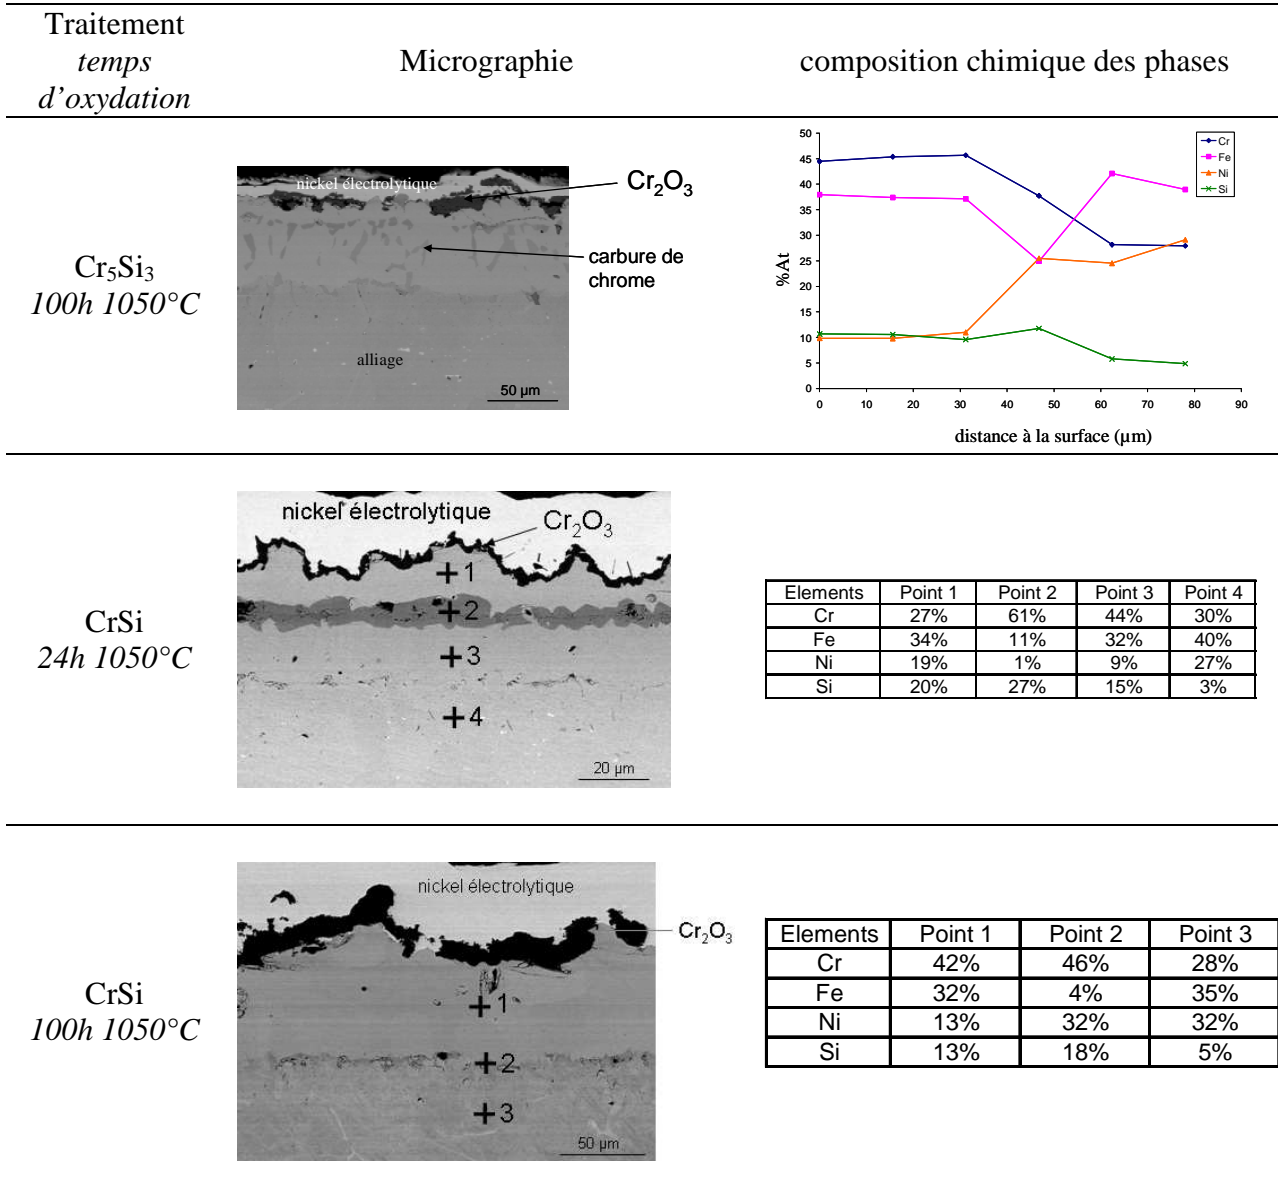 Traitement
temps
d'oxydation
Micrographie
composition chimique des phases
Cr5Si3
100h 1050°C
nickel électrolytique
Cr2O3
carbure de
chrome
alliage
50 µm
50
45
40
35
30
25
20
15
10
5
0
%At
0 10 20 30 40 50 60 70 80 90
distance à la surface (µm)
Cr
Fe
Ni
Si
CrSi
24h 1050°C
nickel électrolytique
Cr2O3
+1
+2
+3
+4
20 µm
Elements Point 1 Point 2 Point 3 Point 4
Cr 27% 61% 44% 30%
Fe 34% 11% 32% 40%
Ni 19% 1% 9% 27%
Si 20% 27% 15% 3%
CrSi
100h 1050°C
nickel électrolytique
Cr2O3
+1
+2
+3
50 µm
Elements Point 1 Point 2 Point 3
Cr 42% 46% 28%
Fe 32% 4% 35%
Ni 13% 32% 32%
Si 13% 18% 5%